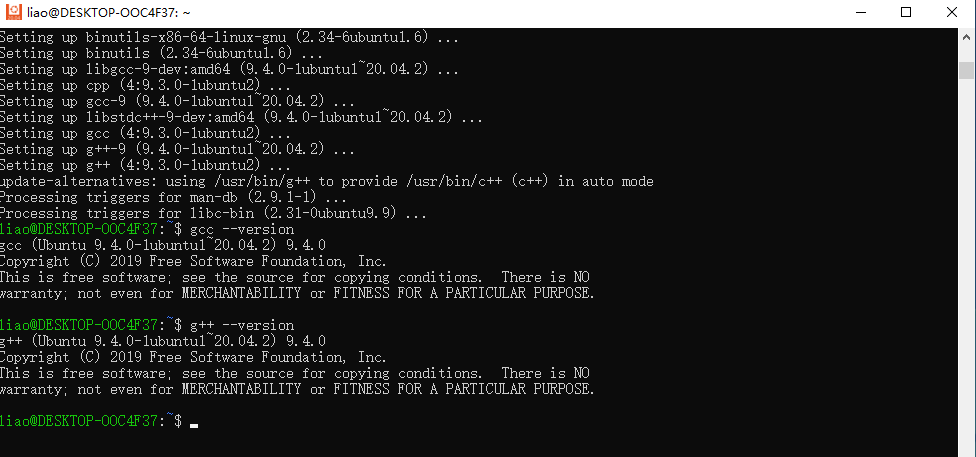 liao@DESKTOP-OOC4F37: ~
Setting up binutils-x86-64-linux-gnu (2.34-6ubuntu1.6) ...
Setting up binutils (2.34-6ubuntu1.6) ...
Setting up libgcc-9-dev:amd64 (9.4.0-1ubuntu1~20.04.2) ...
Setting up cpp (4:9.3.0-1ubuntu2) ...
Setting up gcc-9 (9.4.0-1ubuntu1~20.04.2) ...
Setting up libstdc++-9-dev:amd64 (9.4.0-1ubuntu1~20.04.2) ...
Setting up gcc (4:9.3.0-1ubuntu2) ...
Setting up g++-9 (9.4.0-1ubuntu1~20.04.2) ...
Setting up g++ (4:9.3.0-1ubuntu2) ...
update-alternatives: using /usr/bin/g++ to provide /usr/bin/c++ (c++) in auto mode
Processing triggers for man-db (2.9.1-1) ...
Processing triggers for libc-bin (2.31-0ubuntu9.9) ...
liao@DESKTOP-OOC4F37:~$ gcc --version
gcc (Ubuntu 9.4.0-1ubuntu1~20.04.2) 9.4.0
Copyright (C) 2019 Free Software Foundation, Inc.
This is free software; see the source for copying conditions.  There is NO
warranty; not even for MERCHANTABILITY or FITNESS FOR A PARTICULAR PURPOSE.
liao@DESKTOP-OOC4F37:~$ g++ --version
g++ (Ubuntu 9.4.0-1ubuntu1~20.04.2) 9.4.0
Copyright (C) 2019 Free Software Foundation, Inc.
This is free software; see the source for copying conditions.  There is NO
warranty; not even for MERCHANTABILITY or FITNESS FOR A PARTICULAR PURPOSE.
liao@DESKTOP-OOC4F37:~$